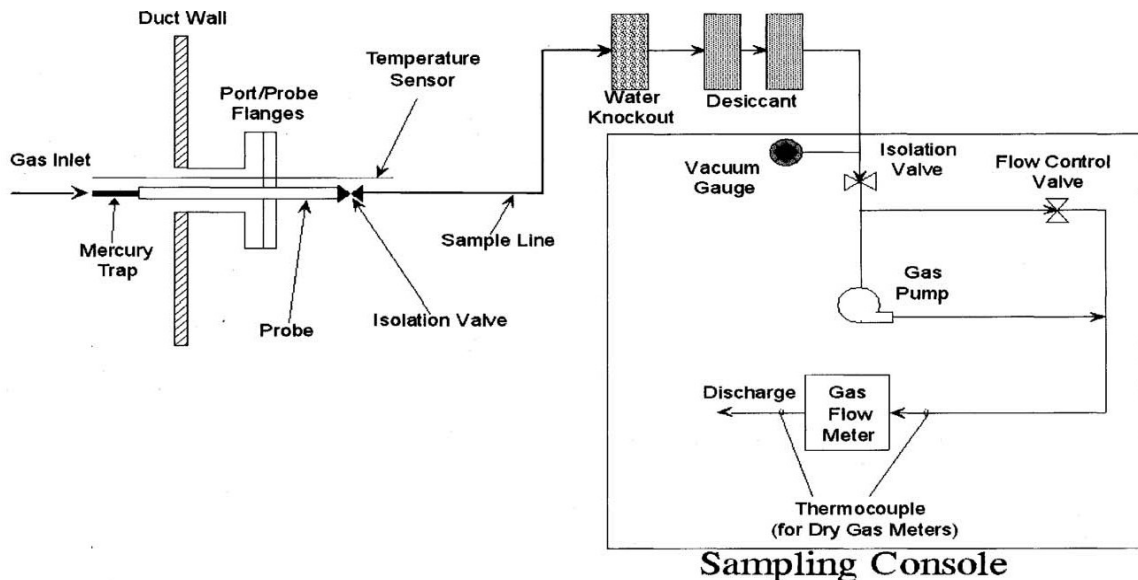 Duct Wall
Temperature
Sensor
Port/Probe
Flanges
Gas Inlet
Mercury
Trap
Probe
Isolation Valve
Sample Line
Water
Knockout
Desiccant
Vacuum
Gauge
Isolation
Valve
Flow Control
Valve
Gas
Pump
Discharge
Gas
Flow
Meter
Thermocouple
(for Dry Gas Meters)
Sampling Console